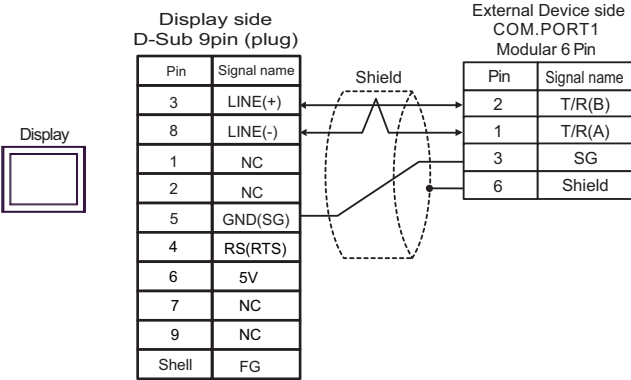 Display side
D-Sub 9pin (plug)
External Device side
COM.PORT1
Modular 6 Pin
Pin Signal name
Shield
Pin Signal name
3 LINE(+)
2 T/R(B)
Display
8 LINE(-)
1 T/R(A)
1 NC
3 SG
2 NC
6 Shield
5 GND(SG)
4 RS(RTS)
6 5V
7 NC
9 NC
Shell FG